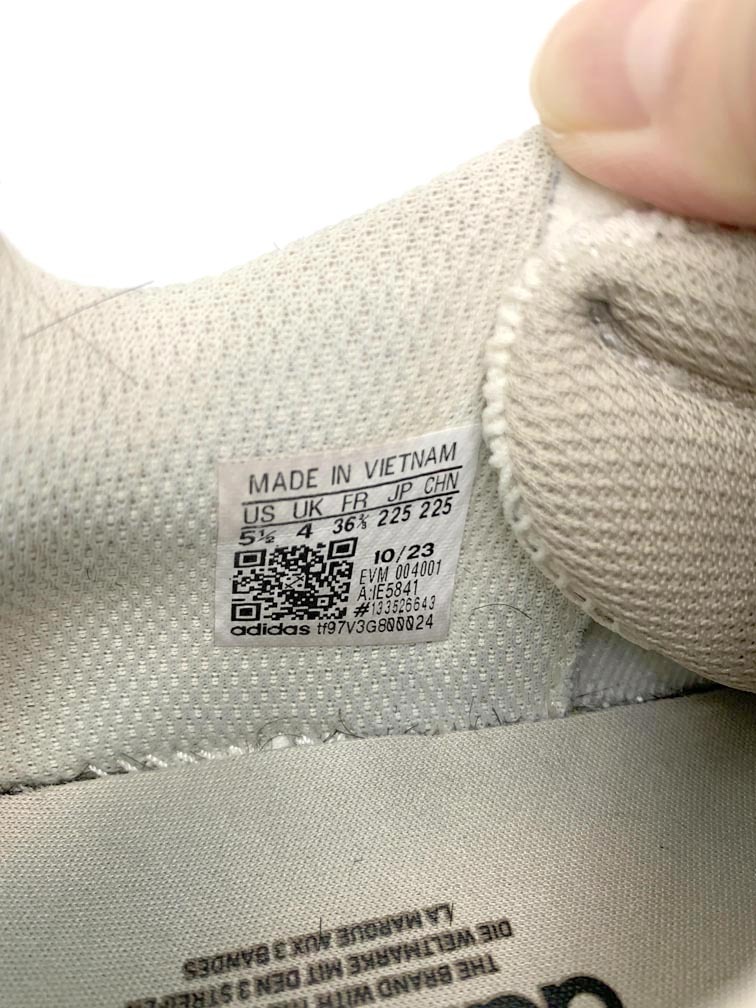 MADE IN VIETNAM
US UK FR JP CHN
5½ 4 36⅔ 225 225
10/23
EVM 004001
A:IE5841
#133526643
adidas tf97V3G800024
THE BRAND WITH THE
DIE WELTMARKE MIT DEN 3 STREIFEN
LA MARQUE AUX 3 BANDES